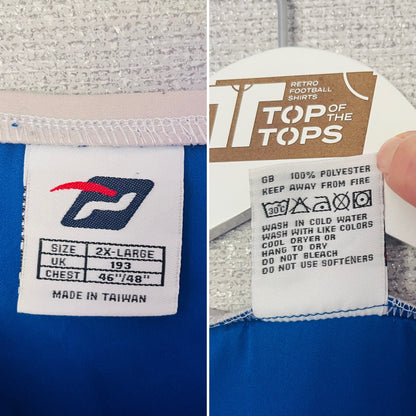 SIZE 2X-LARGE
UK 193
CHEST 46"/48"
MADE IN TAIWAN
RETRO
FOOTBALL
SHIRTS
TOP OF THE
TOPS
GB 100% POLYESTER
KEEP AWAY FROM FIRE
30°C
WASH IN COLD WATER
WASH WITH LIKE COLORS
COOL DRYER OR
HANG TO DRY
DO NOT BLEACH
DO NOT USE SOFTENERS